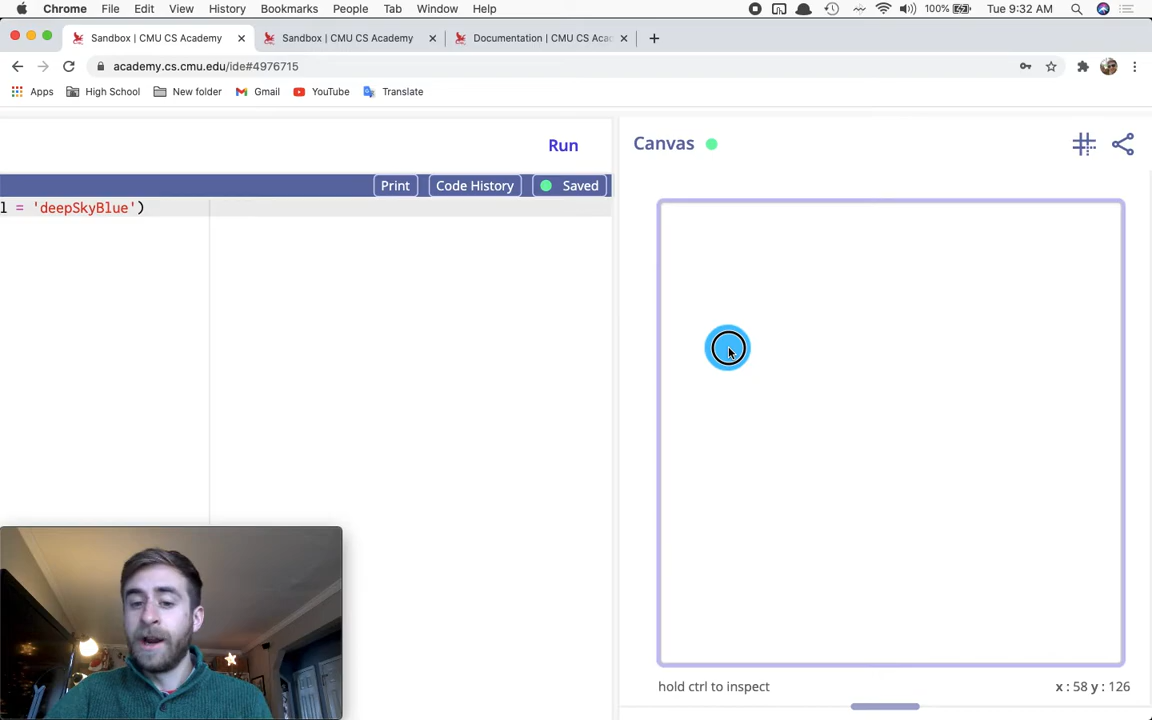 Chrome File Edit View History Bookmarks People Tab Window Help 100% Tue 9:32 AM
Sandbox | CMU CS Academy Sandbox | CMU CS Academy Documentation | CMU CS Aca
academy.cs.cmu.edu/ide#4976715
Apps High School New folder Gmail YouTube Translate
Run
Canvas
Print Code History Saved
l = 'deepSkyBlue')
hold ctrl to inspect x : 58 y : 126